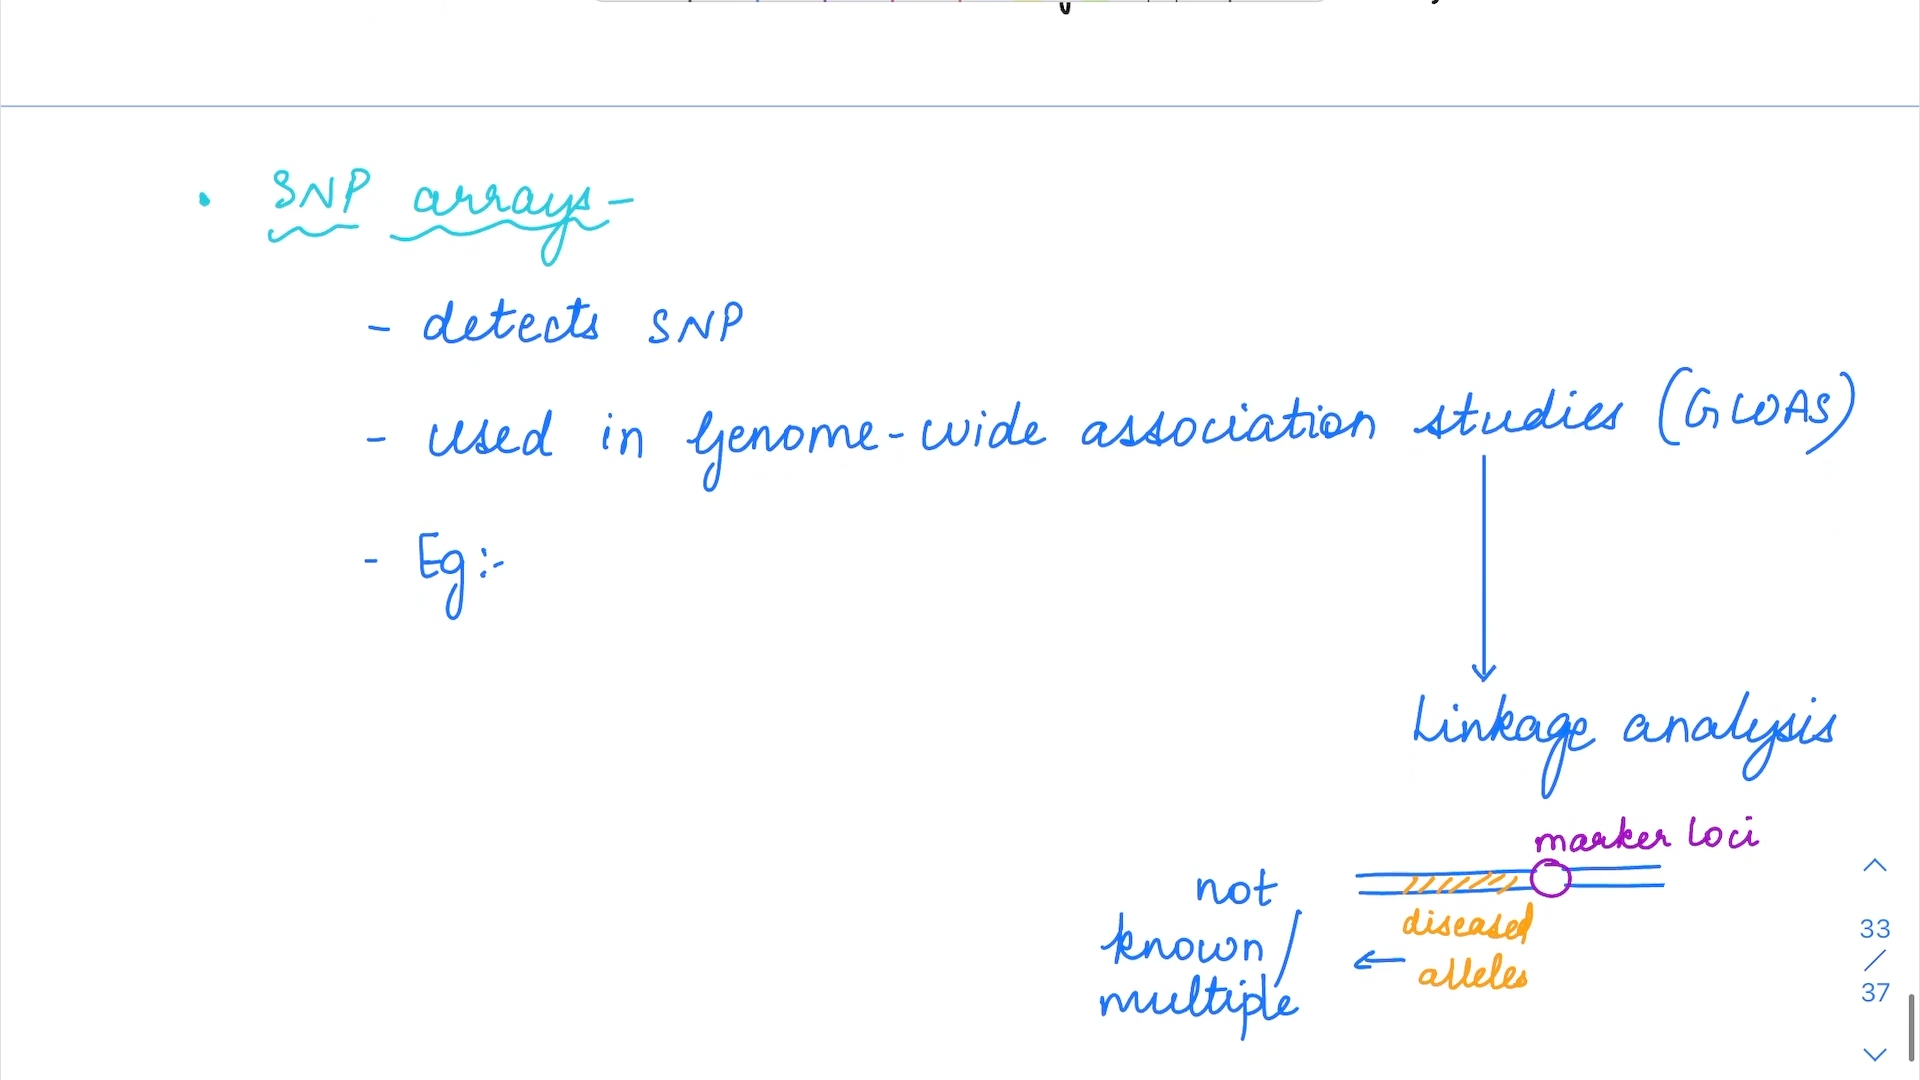 • SNP arrays-
- detects SNP
- used in Genome-wide association studies (GWAS)
- Eg:-
Linkage analysis
marker loci
not
known/
multiple
diseased
alleles
33
/
37